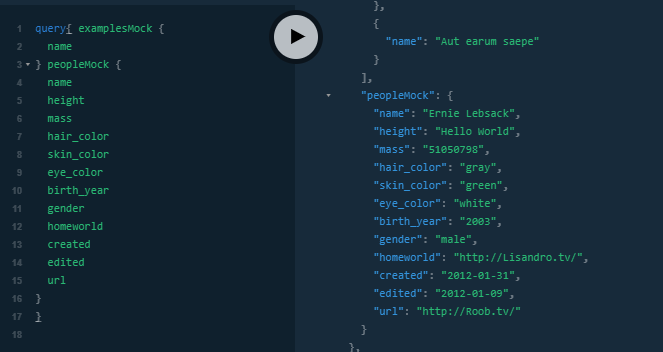 1 query{ examplesMock {
2 name
3 } peopleMock {
4 name
5 height
6 mass
7 hair_color
8 skin_color
9 eye_color
10 birth_year
11 gender
12 homeworld
13 created
14 edited
15 url
16 }
17 }
18
},
{
"name": "Aut earum saepe"
}
],
"peopleMock": {
"name": "Ernie Lebsack",
"height": "Hello World",
"mass": "51050798",
"hair_color": "gray",
"skin_color": "green",
"eye_color": "white",
"birth_year": "2003",
"gender": "male",
"homeworld": "http://Lisandro.tv/",
"created": "2012-01-31",
"edited": "2012-01-09",
"url": "http://Roob.tv/"
}
},